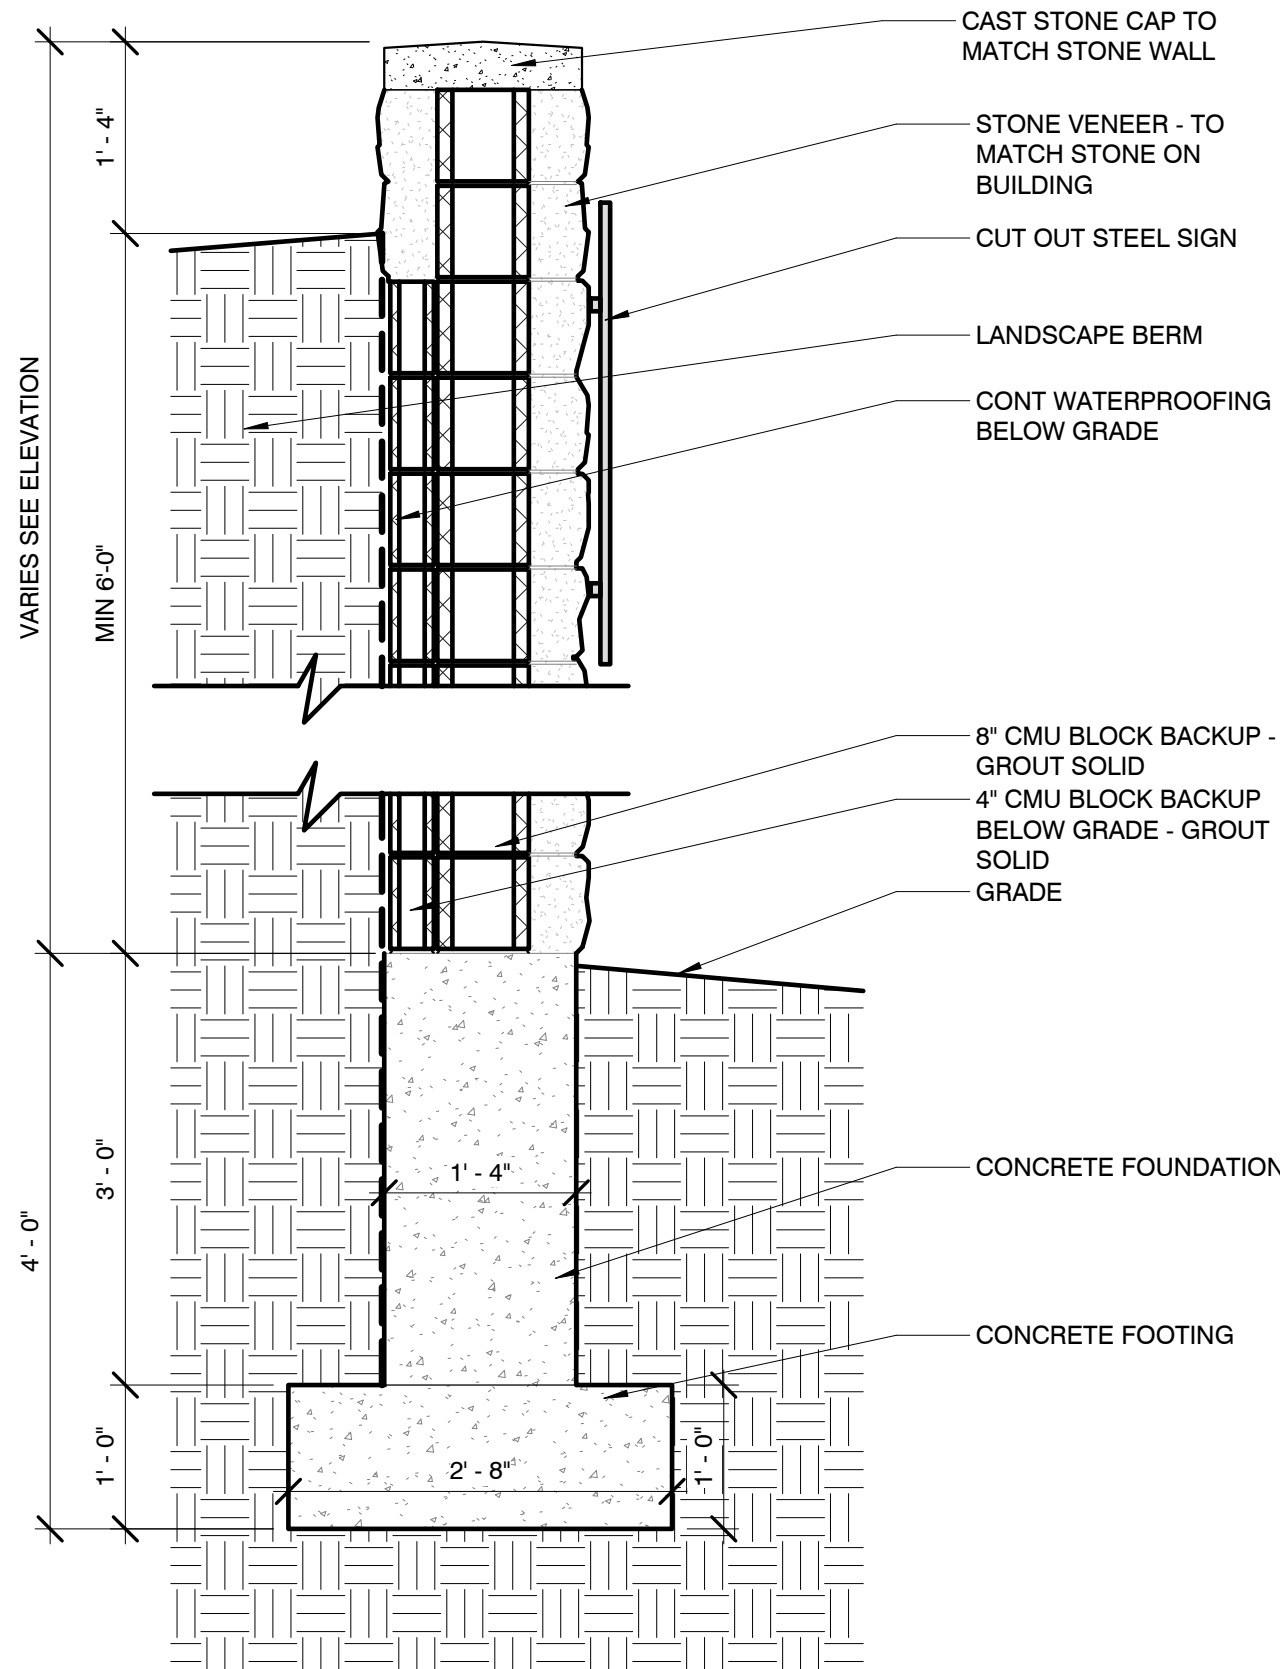 CAST STONE CAP TO
MATCH STONE WALL
STONE VENEER - TO
MATCH STONE ON
BUILDING
CUT OUT STEEL SIGN
LANDSCAPE BERM
CONT WATERPROOFING
BELOW GRADE
8" CMU BLOCK BACKUP -
GROUT SOLID
4" CMU BLOCK BACKUP
BELOW GRADE - GROUT
SOLID
GRADE
CONCRETE FOUNDATION
CONCRETE FOOTING
VARIES SEE ELEVATION
1' - 4"
MIN 6'-0"
4' - 0"
3' - 0"
1' - 0"
1' - 4"
2' - 8"
1' - 0"